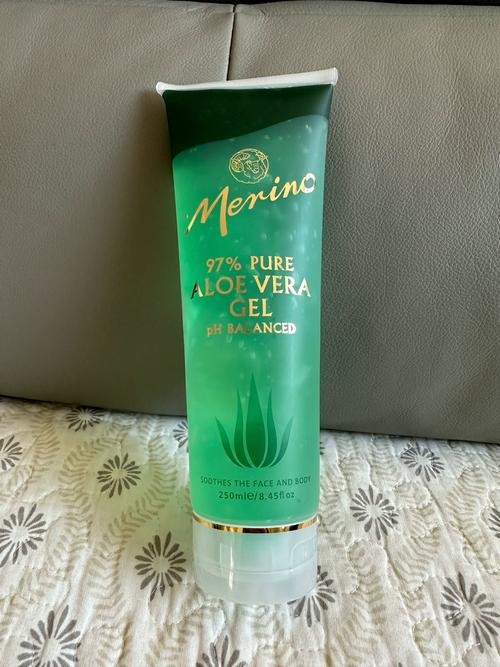 Merino
97% PURE
ALOE VERA
GEL
pH BALANCED
SOOTHES THE FACE AND BODY
250ml℮/8.45fl.oz